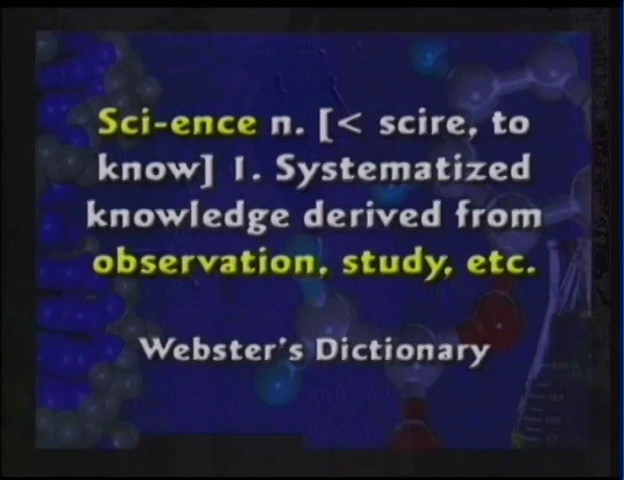 Sci-ence n. [< scire, to
know] 1. Systematized
knowledge derived from
observation, study, etc.
Webster's Dictionary